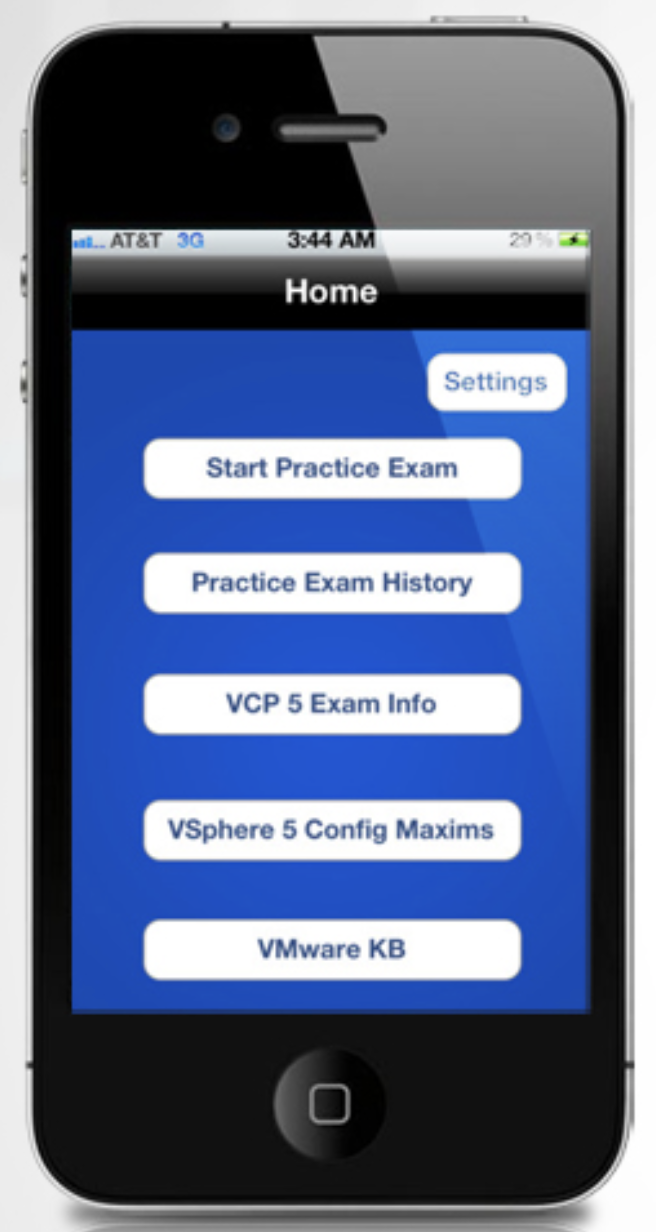 AT&T 3G 3:44 AM 29 %
Home
Settings
Start Practice Exam
Practice Exam History
VCP 5 Exam Info
VSphere 5 Config Maxims
VMware KB